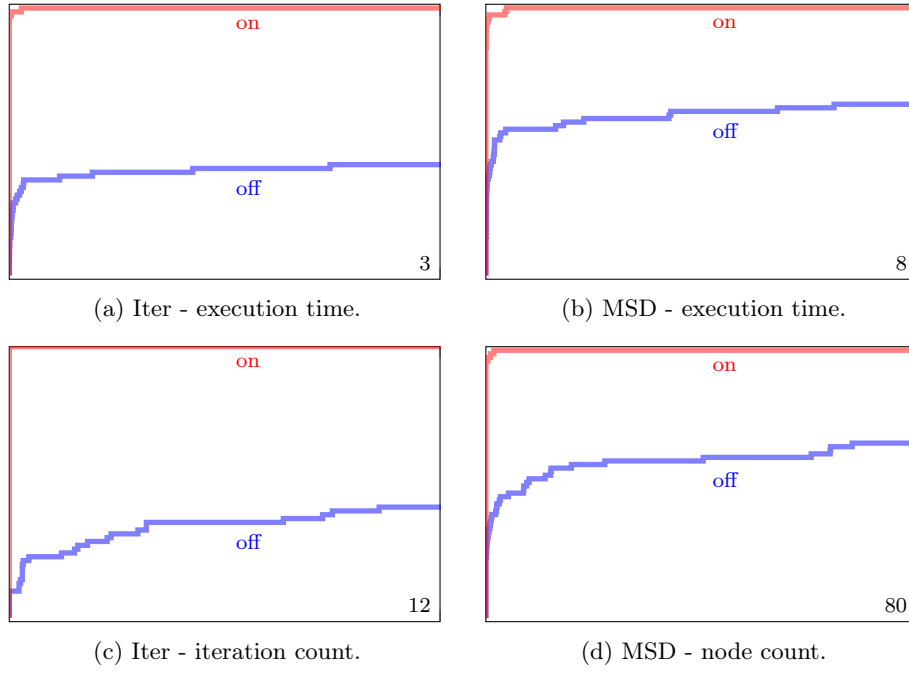 on
off
3
(a) Iter - execution time.
on
off
8
(b) MSD - execution time.
on
off
12
(c) Iter - iteration count.
on
off
80
(d) MSD - node count.